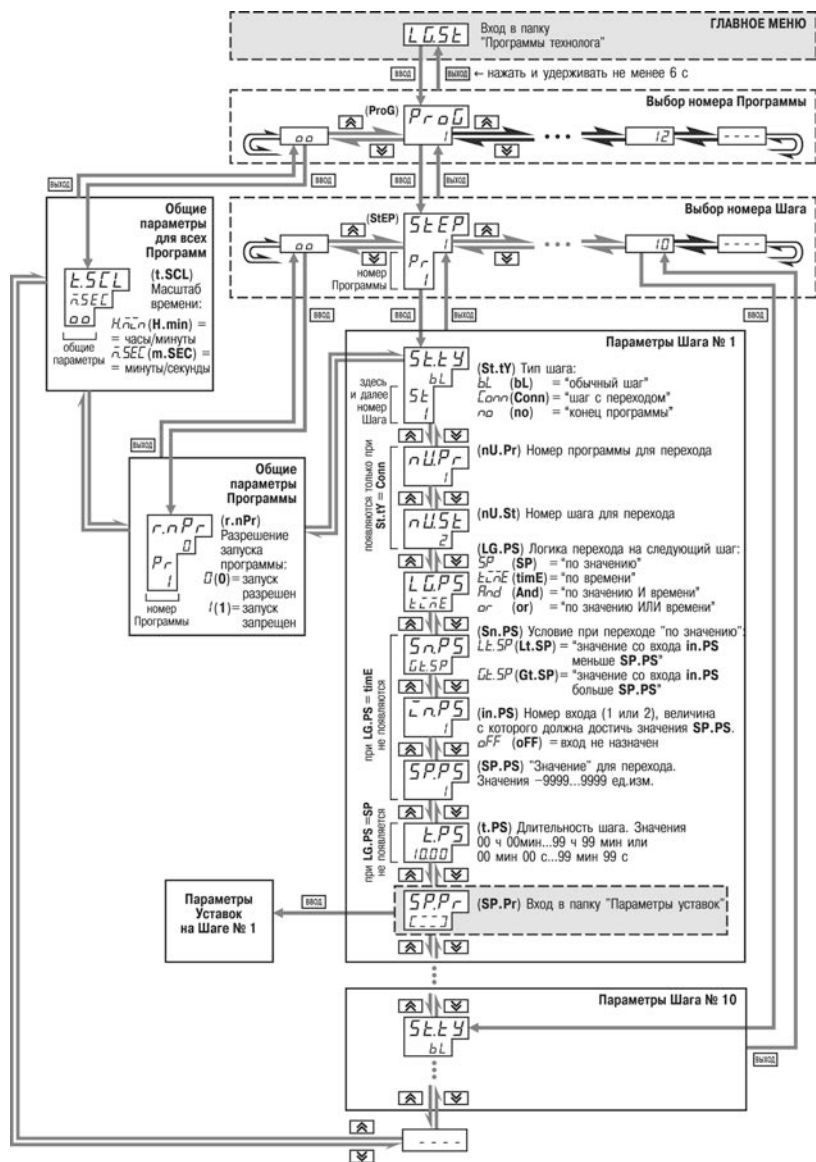 ГЛАВНОЕ МЕНЮ
LG.St
Вход в папку
"Программы технолога"
ВВОД
ВЫХОД ← нажать и удерживать не менее 6 с
Выбор номера Программы
(ProG)
ProG
1
oo
12
- - - -
ВЫХОД
ВВОД
ВВОД
ВЫХОД
Выбор номера Шага
(StEP)
StEP
1
Pr
1
номер
Программы
oo
10
- - - -
Общие
параметры
для всех
Программ
t.SCL
m.SEC
oo
общие
параметры
(t.SCL)
Масштаб
времени:
H.min (H.min) =
= часы/минуты
m.SEC (m.SEC) =
= минуты/секунды
ВВОД
ВВОД
ВЫХОД
ВВОД
ВЫХОД
Общие
параметры
Программы
r.nPr
0
Pr
1
номер
Программы
(r.nPr)
Разрешение
запуска
программы:
0 (0) = запуск
разрешен
1 (1) = запуск
запрещен
Параметры Шага № 1
St.tY
bL
St
1
здесь
и далее
номер
Шага
(St.tY) Тип шага:
bL (bL) = "обычный шаг"
Conn (Conn) = "шаг с переходом"
no (no) = "конец программы"
появляются только при
St.tY = Conn
nU.Pr
1
(nU.Pr) Номер программы для перехода
nU.St
2
(nU.St) Номер шага для перехода
LG.PS
timE
(LG.PS) Логика перехода на следующий шаг:
SP (SP) = "по значению"
timE (timE) = "по времени"
And (And) = "по значению И времени"
or (or) = "по значению ИЛИ времени"
при LG.PS = timE
не появляются
Sn.PS
Gt.SP
(Sn.PS) Условие при переходе "по значению":
Lt.SP (Lt.SP) = "значение со входа in.PS
меньше SP.PS"
Gt.SP (Gt.SP) = "значение со входа in.PS
больше SP.PS"
in.PS
1
(in.PS) Номер входа (1 или 2), величина
с которого должна достичь значения SP.PS.
oFF (oFF) = вход не назначен
SP.PS
1
(SP.PS) "Значение" для перехода.
Значения −9999...9999 ед.изм.
при LG.PS =SP
не появляется
t.PS
10.00
(t.PS) Длительность шага. Значения
00 ч 00мин...99 ч 99 мин или
00 мин 00 с...99 мин 99 с
Параметры
Уставок
на Шаге № 1
ВВОД
SP.Pr
[---]
(SP.Pr) Вход в папку "Параметры уставок"
Параметры Шага № 10
St.tY
bL
ВЫХОД
- - - -